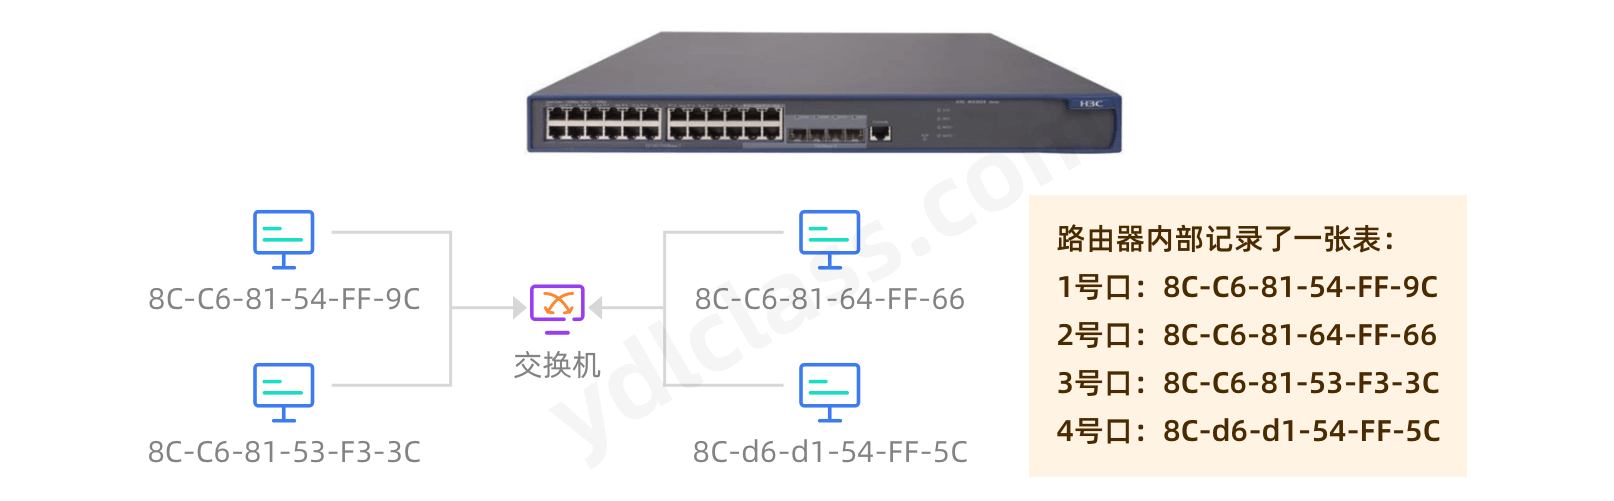 H3C
8C-C6-81-54-FF-9C
8C-C6-81-64-FF-66
交换机
8C-C6-81-53-F3-3C
8C-d6-d1-54-FF-5C
路由器内部记录了一张表：
1号口：8C-C6-81-54-FF-9C
2号口：8C-C6-81-64-FF-66
3号口：8C-C6-81-53-F3-3C
4号口：8C-d6-d1-54-FF-5C
ydlclass.com